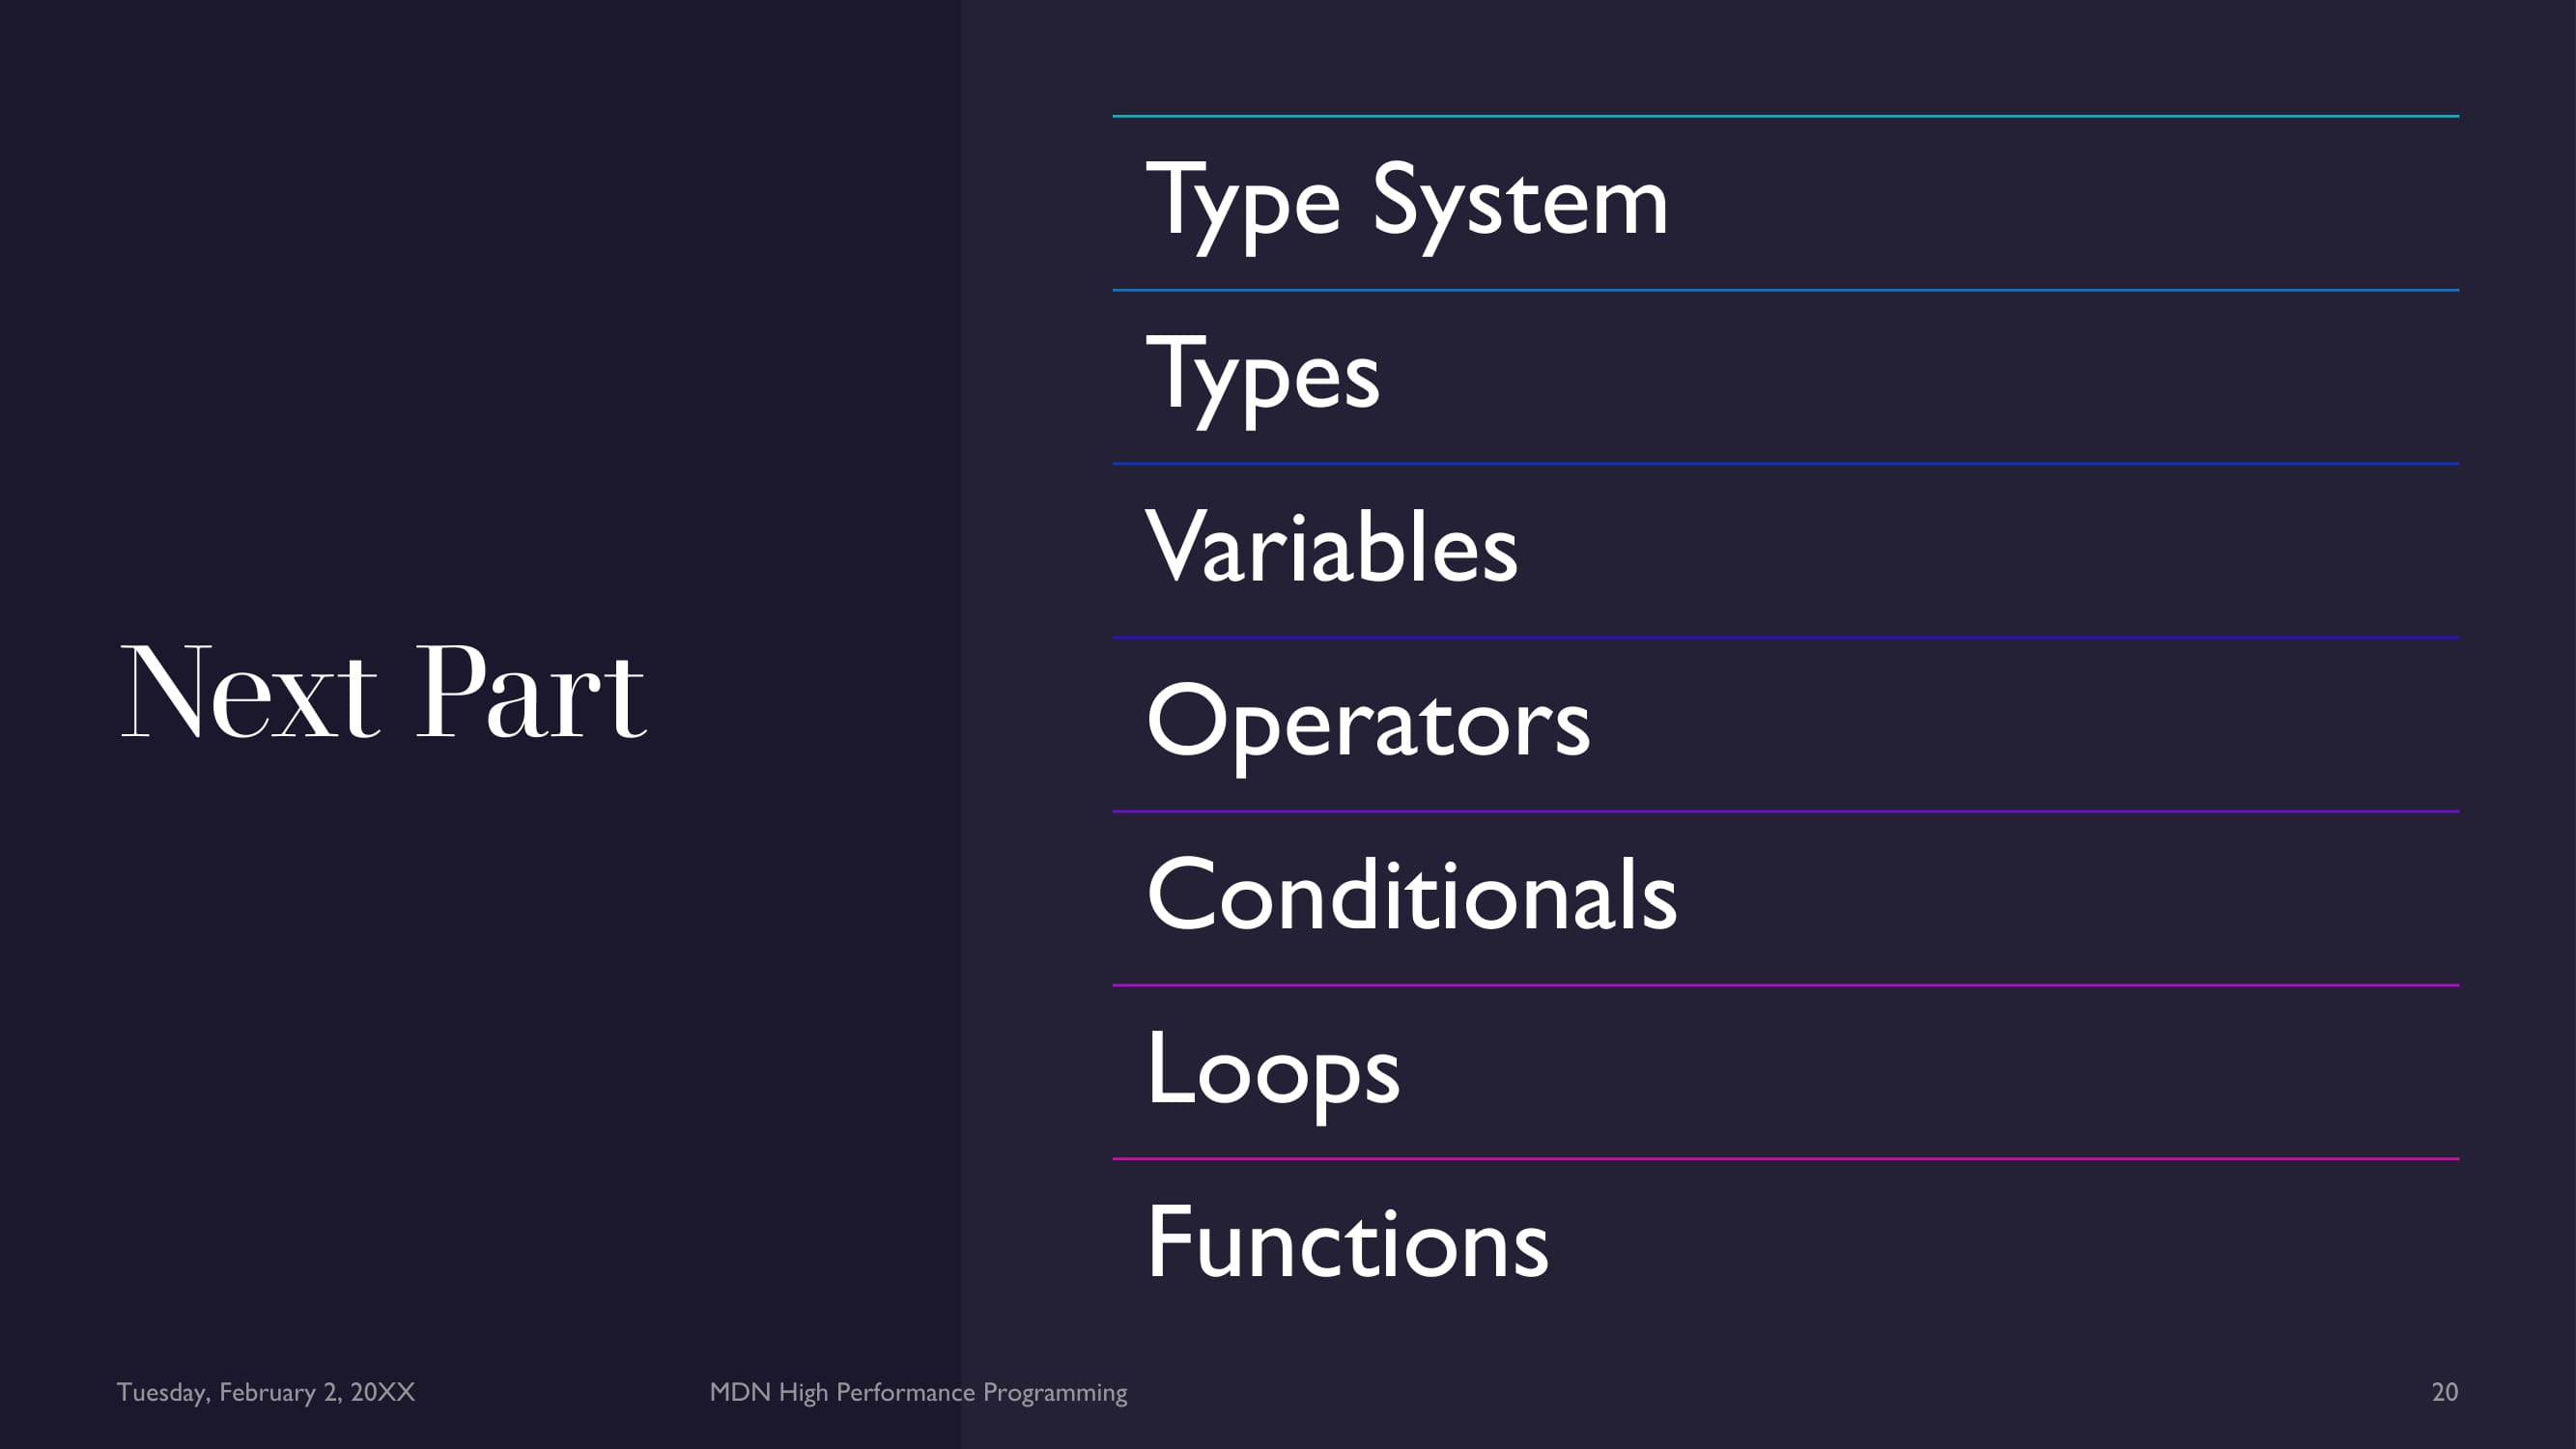 Next Part
Type System
Types
Variables
Operators
Conditionals
Loops
Functions
Tuesday, February 2, 20XX
MDN High Performance Programming
20